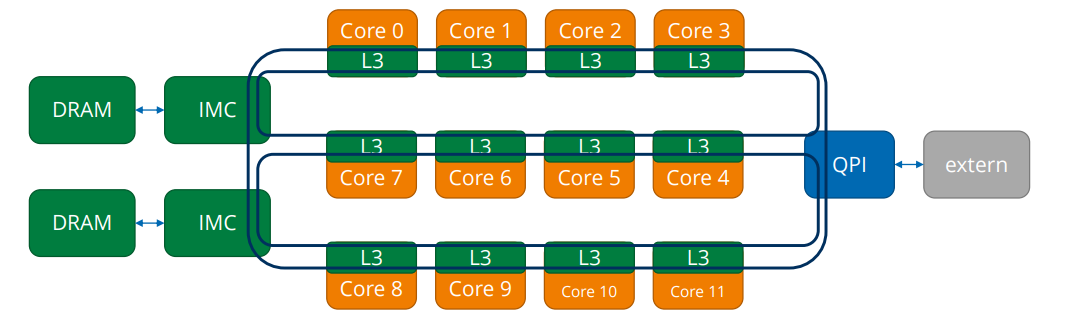 Core 0 Core 1 Core 2 Core 3
L3 L3 L3 L3
DRAM IMC
L3 L3 L3 L3
Core 7 Core 6 Core 5 Core 4
QPI extern
DRAM IMC
L3 L3 L3 L3
Core 8 Core 9 Core 10 Core 11